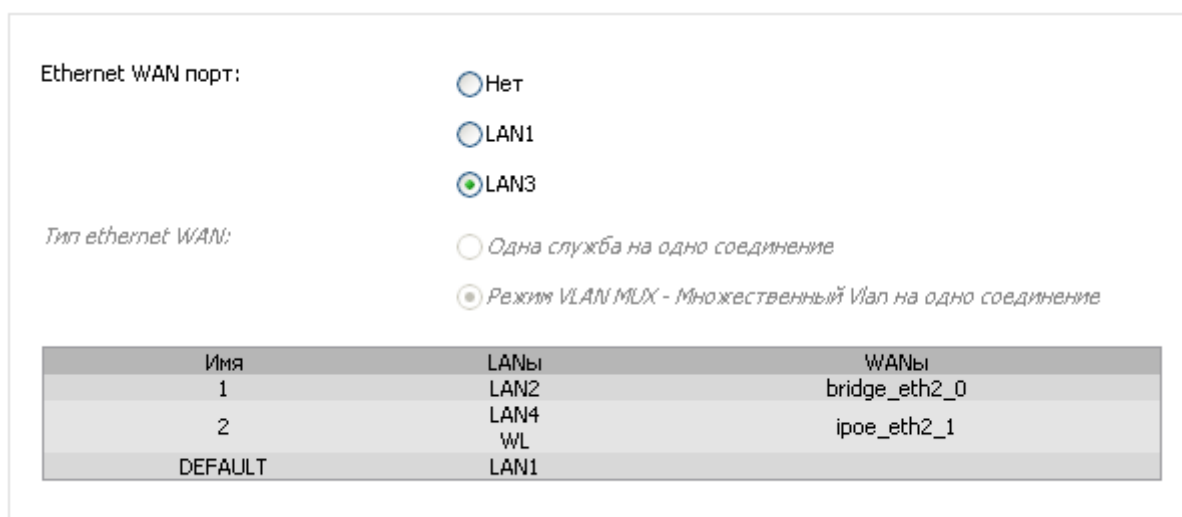 Ethernet WAN порт:
Нет
LAN1
LAN3
Тип ethernet WAN:
Одна служба на одно соединение
Режим VLAN MUX - Множественный Vlan на одно соединение
Имя LANы WANы
1 LAN2 bridge_eth2_0
2 LAN4 WL ipoe_eth2_1
DEFAULT LAN1